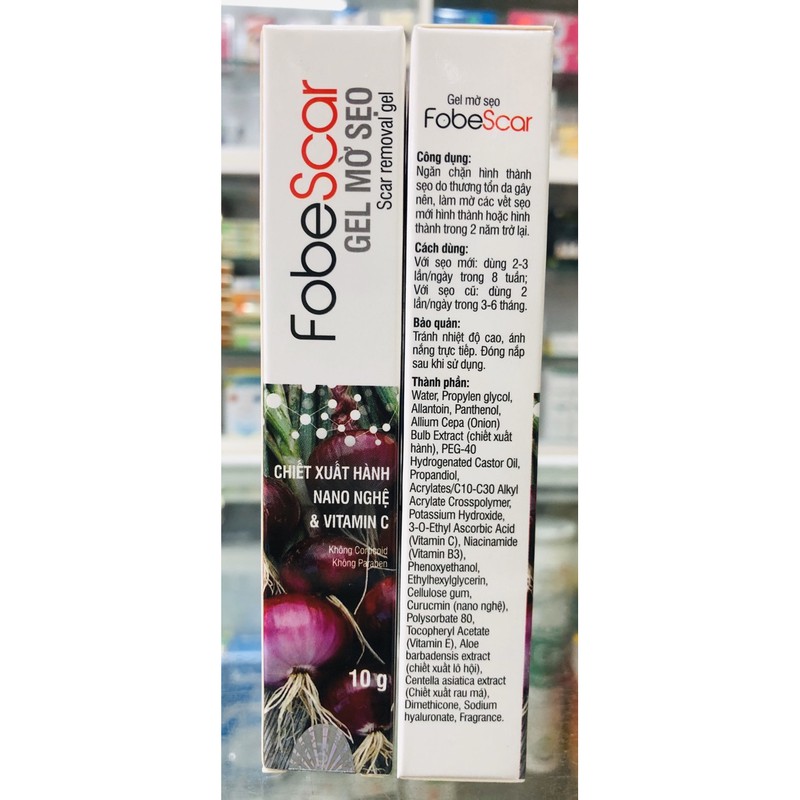 FobeScar
GEL MỜ SẸO
Scar removal gel
CHIẾT XUẤT HÀNH
NANO NGHỆ
& VITAMIN C
Không Corticoid
Không Paraben
10 g
Gel mờ sẹo
FobeScar
Công dụng:
Ngăn chặn hình thành
sẹo do thương tổn da gây
nên, làm mờ các vết sẹo
mới hình thành hoặc hình
thành trong 2 năm trở lại.
Cách dùng:
Với sẹo mới: dùng 2-3
lần/ngày trong 8 tuần;
Với sẹo cũ: dùng 2
lần/ngày trong 3-6 tháng.
Bảo quản:
Tránh nhiệt độ cao, ánh
nắng trực tiếp. Đóng nắp
sau khi sử dụng.
Thành phần:
Water, Propylen glycol,
Allantoin, Panthenol,
Allium Cepa (Onion)
Bulb Extract (chiết xuất
hành), PEG-40
Hydrogenated Castor Oil,
Propandiol,
Acrylates/C10-C30 Alkyl
Acrylate Crosspolymer,
Potassium Hydroxide,
3-O-Ethyl Ascorbic Acid
(Vitamin C), Niacinamide
(Vitamin B3),
Phenoxyethanol,
Ethylhexylglycerin,
Cellulose gum,
Curucmin (nano nghệ),
Polysorbate 80,
Tocopheryl Acetate
(Vitamin E), Aloe
barbadensis extract
(chiết xuất lô hội),
Centella asiatica extract
(Chiết xuất rau má),
Dimethicone, Sodium
hyaluronate, Fragrance.